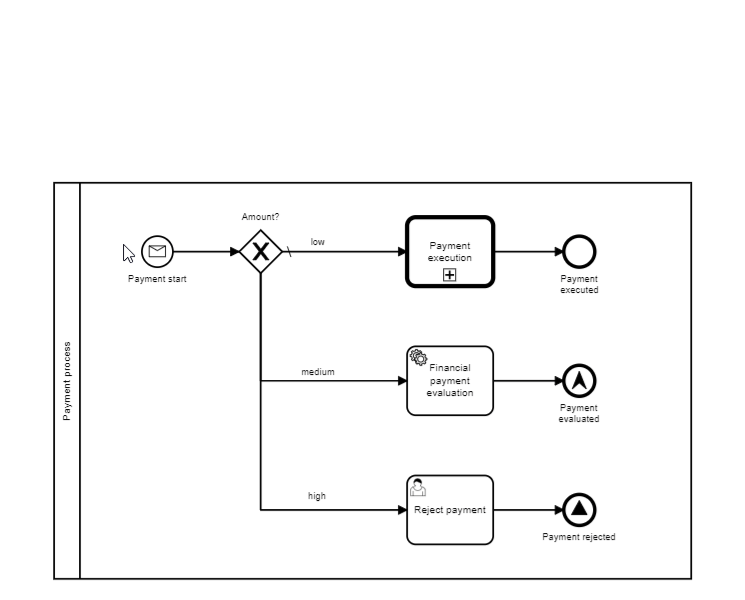 Amount?
low
Payment
execution
Payment start
Payment
executed
Payment process
medium
Financial
payment
evaluation
Payment
evaluated
high
Reject payment
Payment rejected